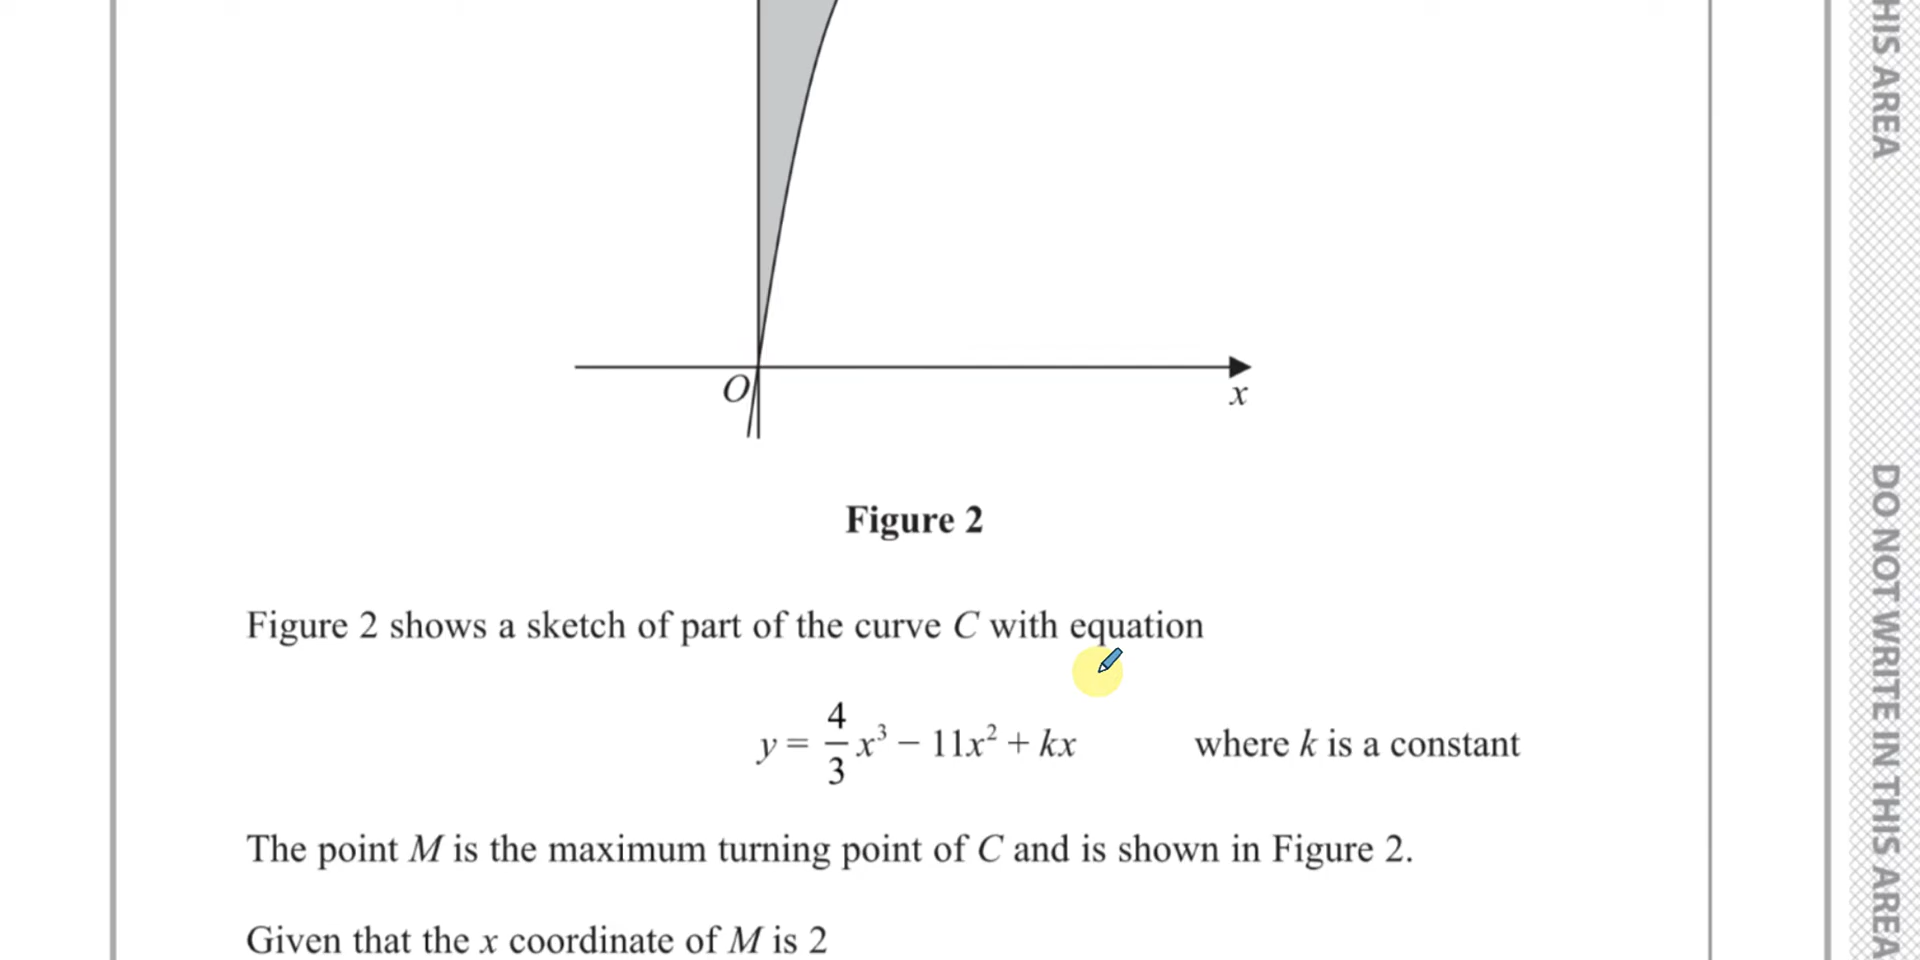 O
x
Figure 2
Figure 2 shows a sketch of part of the curve C with equation
y = 4/3 x³ − 11x² + kx where k is a constant
The point M is the maximum turning point of C and is shown in Figure 2.
Given that the x coordinate of M is 2
HIS AREA
DO NOT WRITE IN THIS AREA